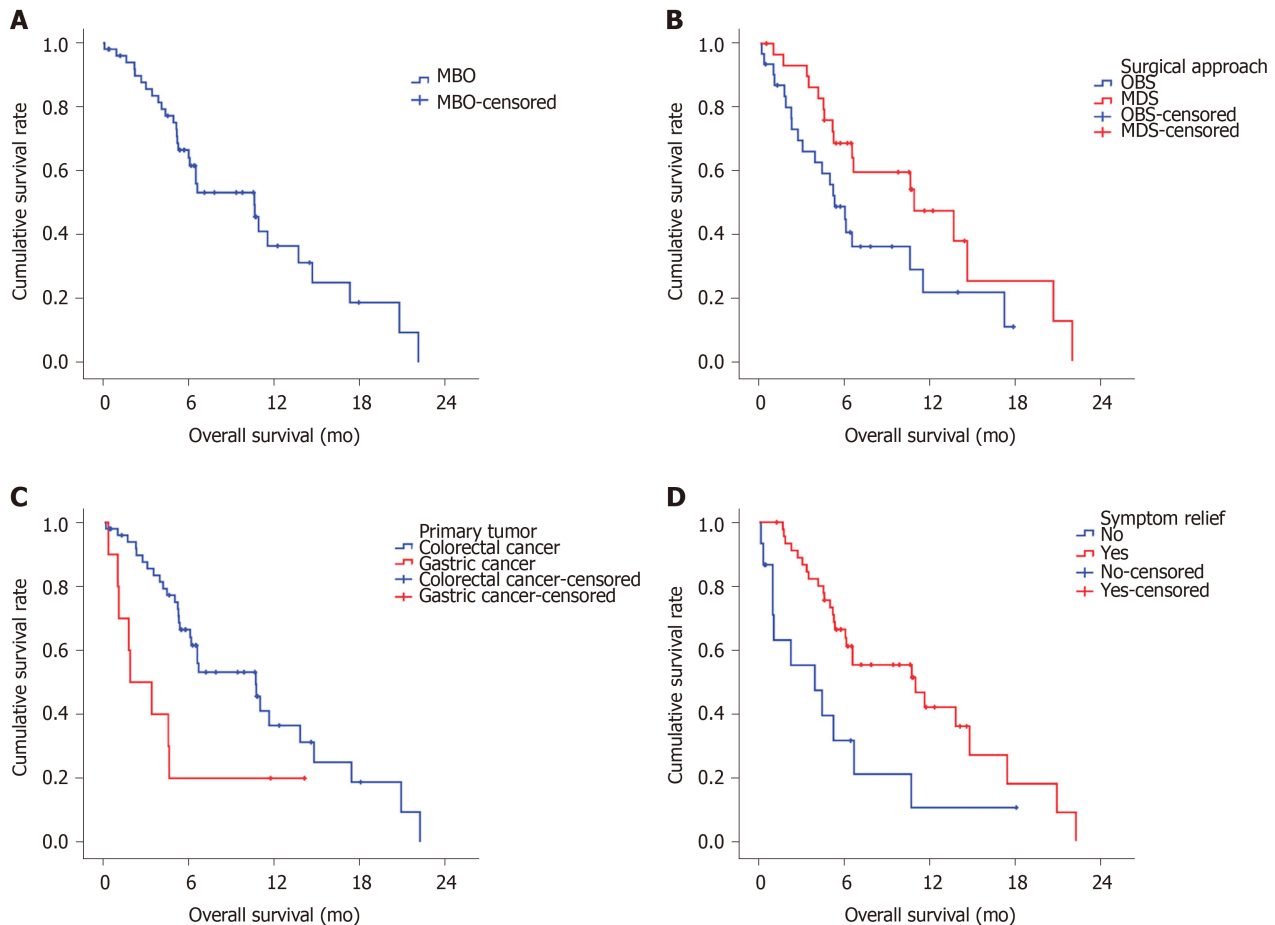 A
1.0
0.8
0.6
0.4
0.2
0.0
Cumulative survival rate
0 6 12 18 24
Overall survival (mo)
MBO
MBO-censored
B
1.0
0.8
0.6
0.4
0.2
0.0
Cumulative survival rate
0 6 12 18 24
Overall survival (mo)
Surgical approach
OBS
MDS
OBS-censored
MDS-censored
C
1.0
0.8
0.6
0.4
0.2
0.0
Cumulative survival rate
0 6 12 18 24
Overall survival (mo)
Primary tumor
Colorectal cancer
Gastric cancer
Colorectal cancer-censored
Gastric cancer-censored
D
1.0
0.8
0.6
0.4
0.2
0.0
Cumulative survival rate
0 6 12 18 24
Overall survival (mo)
Symptom relief
No
Yes
No-censored
Yes-censored